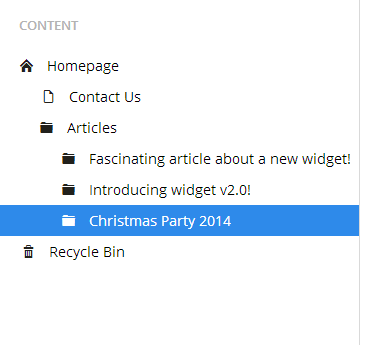 CONTENT
Homepage
Contact Us
Articles
Fascinating article about a new widget!
Introducing widget v2.0!
Christmas Party 2014
Recycle Bin